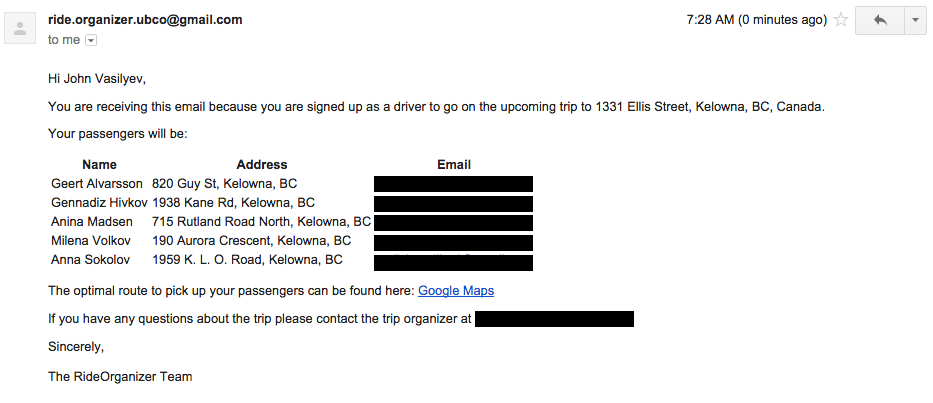 ride.organizer.ubco@gmail.com 7:28 AM (0 minutes ago)
to me
Hi John Vasilyev,
You are receiving this email because you are signed up as a driver to go on the upcoming trip to 1331 Ellis Street, Kelowna, BC, Canada.
Your passengers will be:
Name Address Email
Geert Alvarsson 820 Guy St, Kelowna, BC
Gennadiz Hivkov 1938 Kane Rd, Kelowna, BC
Anina Madsen 715 Rutland Road North, Kelowna, BC
Milena Volkov 190 Aurora Crescent, Kelowna, BC
Anna Sokolov 1959 K. L. O. Road, Kelowna, BC
The optimal route to pick up your passengers can be found here: Google Maps
If you have any questions about the trip please contact the trip organizer at
Sincerely,
The RideOrganizer Team